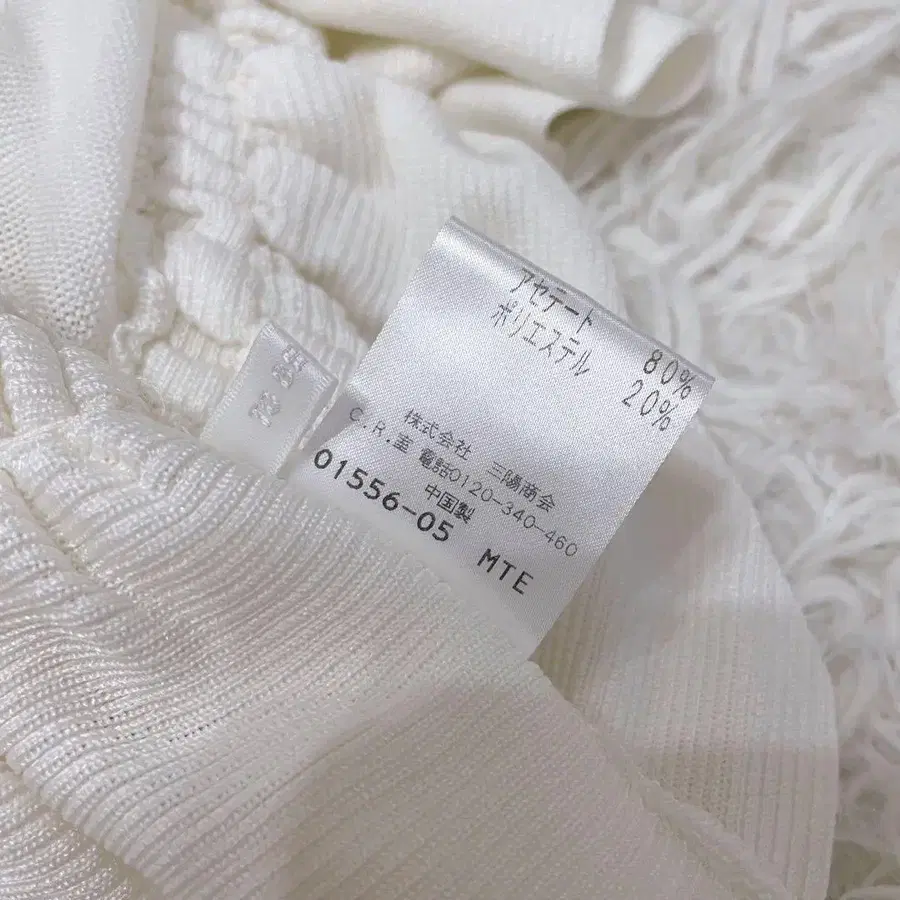 アセテート 80%
ポリエステル 20%
株式会社 三陽商会
C.R.室 電話0120-340-460
中国製
01556-05 MTE